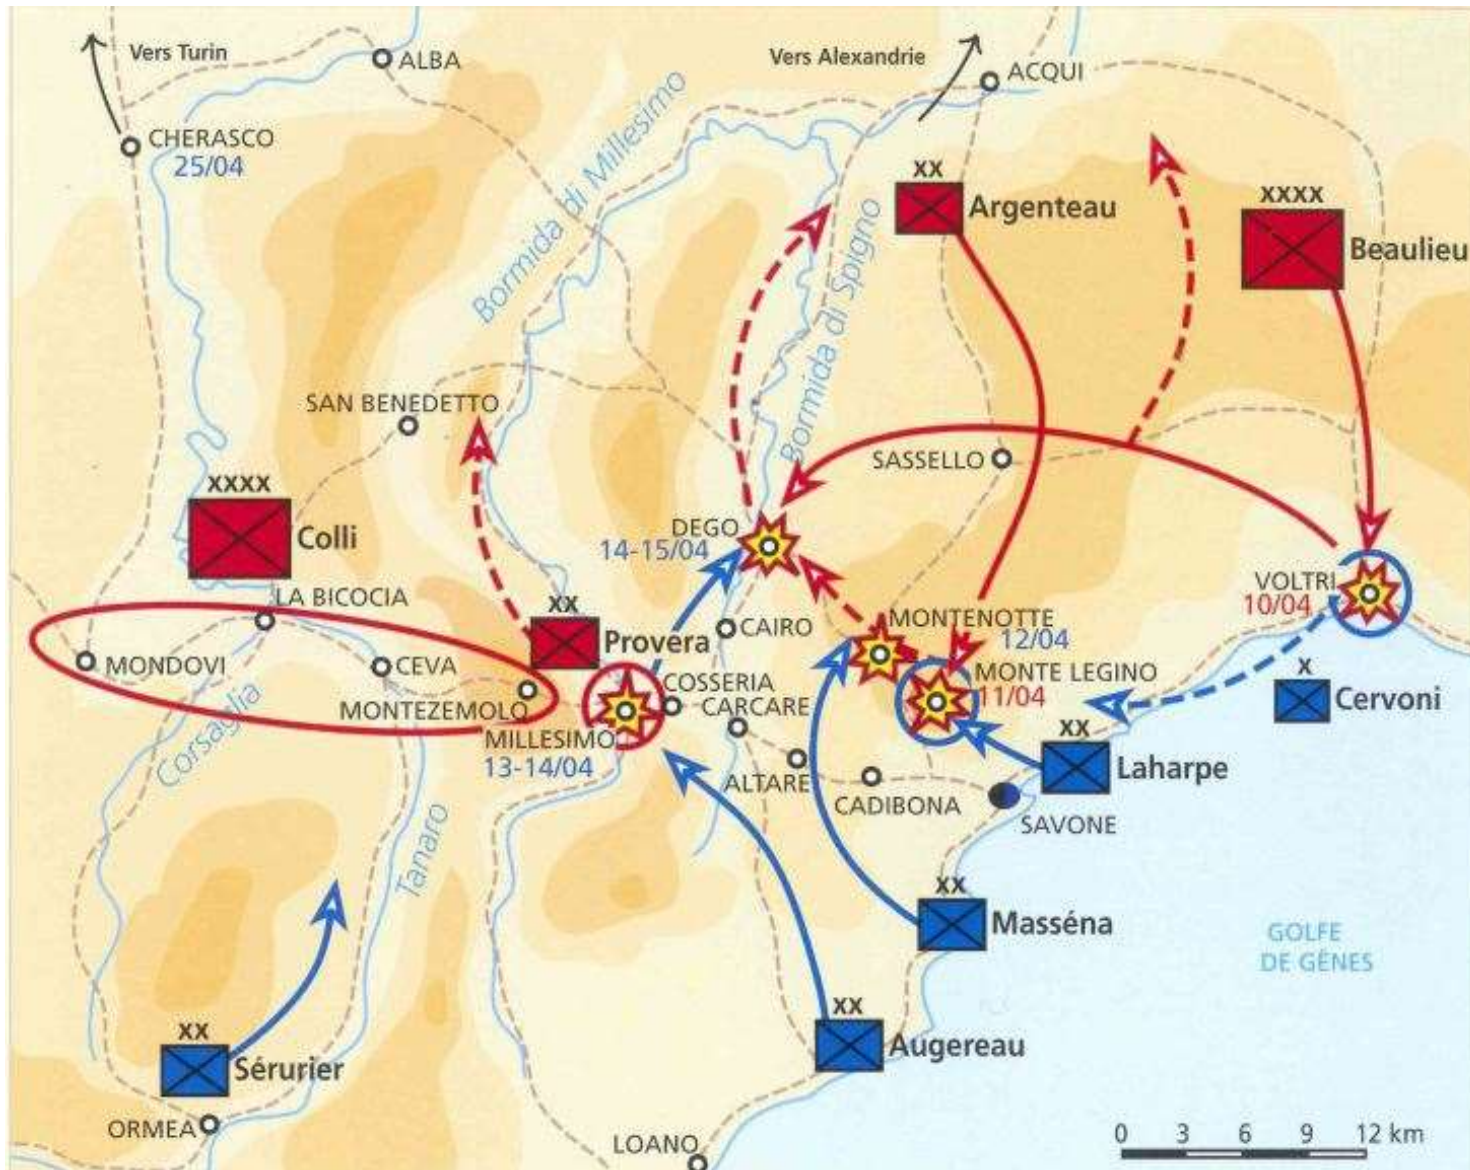 Vers Turin
ALBA
Vers Alexandrie
ACQUI
CHERASCO
25/04
Bormida di Millesimo
xx
Argenteau
xxxx
Beaulieu
Bormida di Spigno
SAN BENEDETTO
SASSELLO
xxxx
Colli
DEGO
14-15/04
VOLTRI
10/04
LA BICOCIA
xx
Provera
CAIRO
MONTENOTTE
12/04
MONDOVI
CEVA
COSSERIA
MONTE LEGINO
11/04
x
Cervoni
MONTEZEMOLO
CARCARE
Corsaglia
MILLESIMO
13-14/04
xx
Laharpe
ALTARE
CADIBONA
SAVONE
Tanaro
xx
Masséna
GOLFE
DE GÊNES
xx
Augereau
xx
Sérurier
ORMEA
LOANO
0 3 6 9 12 km